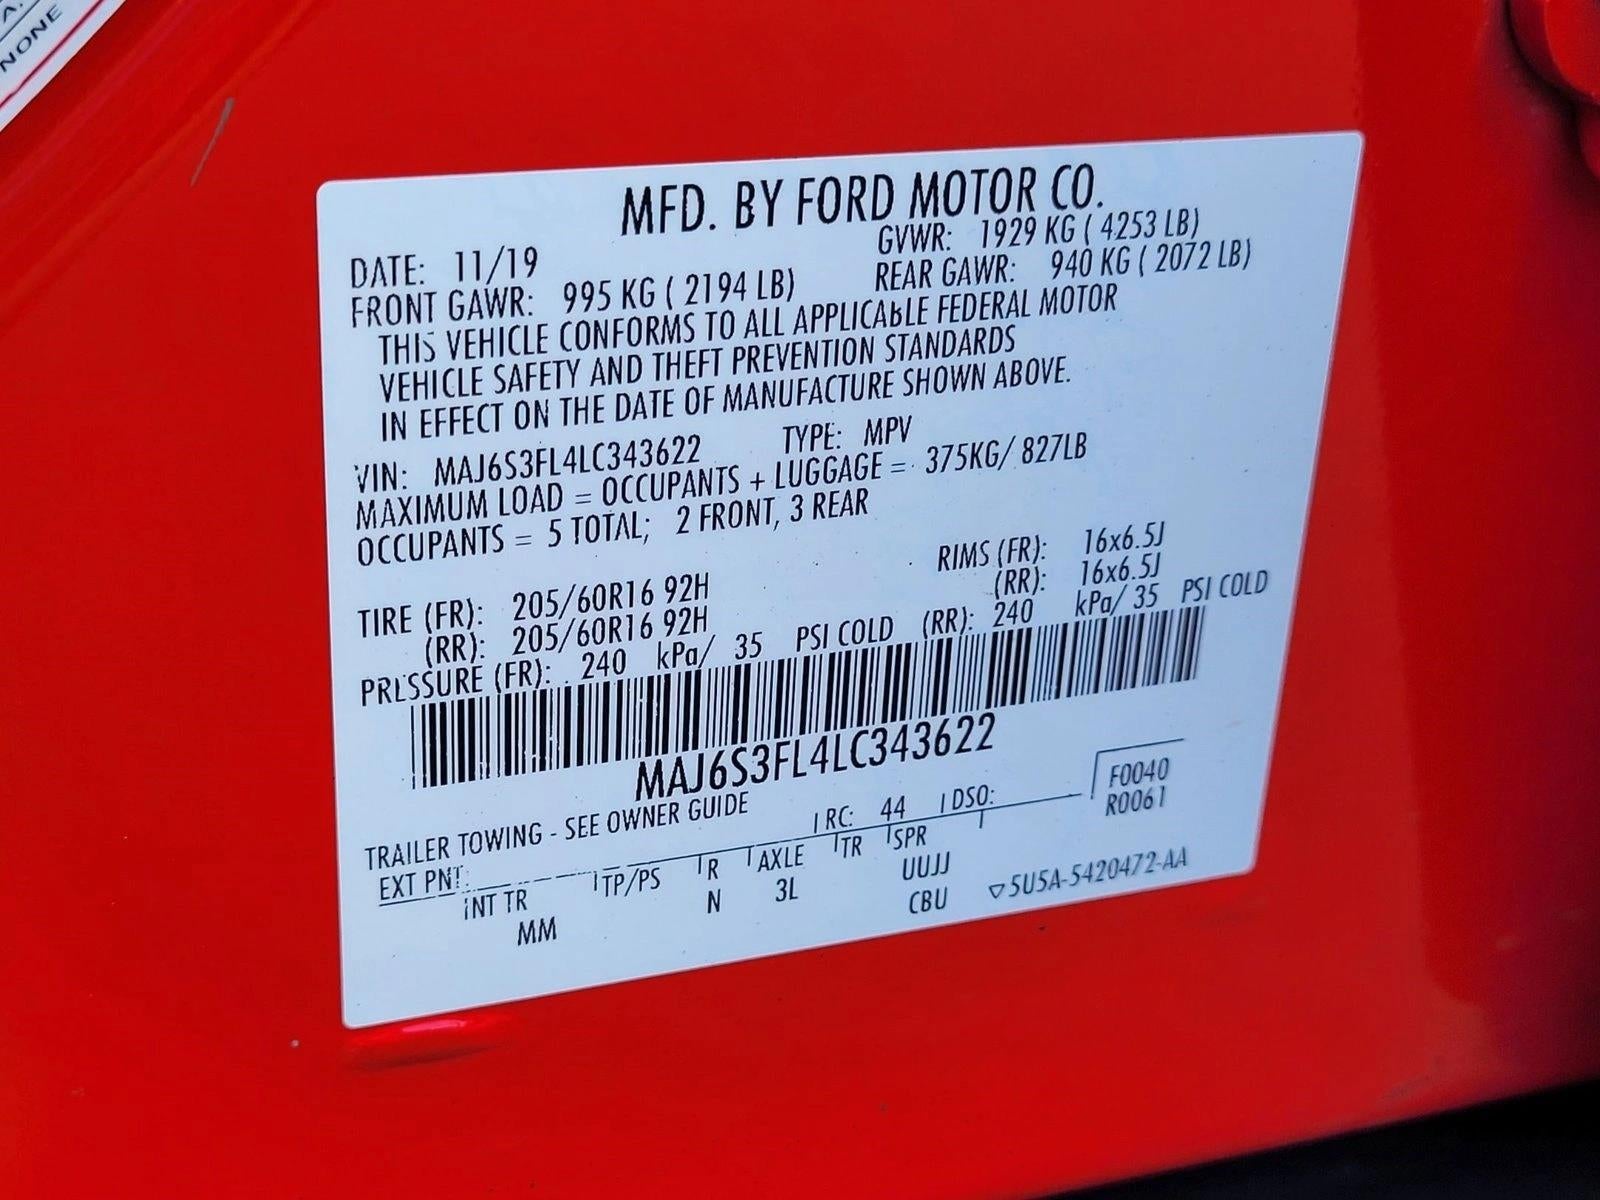 A.
NONE
MFD. BY FORD MOTOR CO.
DATE: 11/19 GVWR: 1929 KG ( 4253 LB)
FRONT GAWR: 995 KG ( 2194 LB) REAR GAWR: 940 KG ( 2072 LB)
THIS VEHICLE CONFORMS TO ALL APPLICABLE FEDERAL MOTOR
VEHICLE SAFETY AND THEFT PREVENTION STANDARDS
IN EFFECT ON THE DATE OF MANUFACTURE SHOWN ABOVE.
VIN: MAJ6S3FL4LC343622 TYPE: MPV
MAXIMUM LOAD = OCCUPANTS + LUGGAGE = 375KG/ 827LB
OCCUPANTS = 5 TOTAL; 2 FRONT, 3 REAR
TIRE (FR): 205/60R16 92H RIMS (FR): 16x6.5J
(RR): 205/60R16 92H (RR): 16x6.5J
PRESSURE (FR): 240 kPa/ 35 PSI COLD (RR): 240 kPa/ 35 PSI COLD
MAJ6S3FL4LC343622
TRAILER TOWING - SEE OWNER GUIDE RC: 44 DSO: F0040
EXT PNT: R0061
INT TR TP/PS R AXLE TR SPR
MM N 3L UUJJ
CBU ▽5U5A-5420472-AA